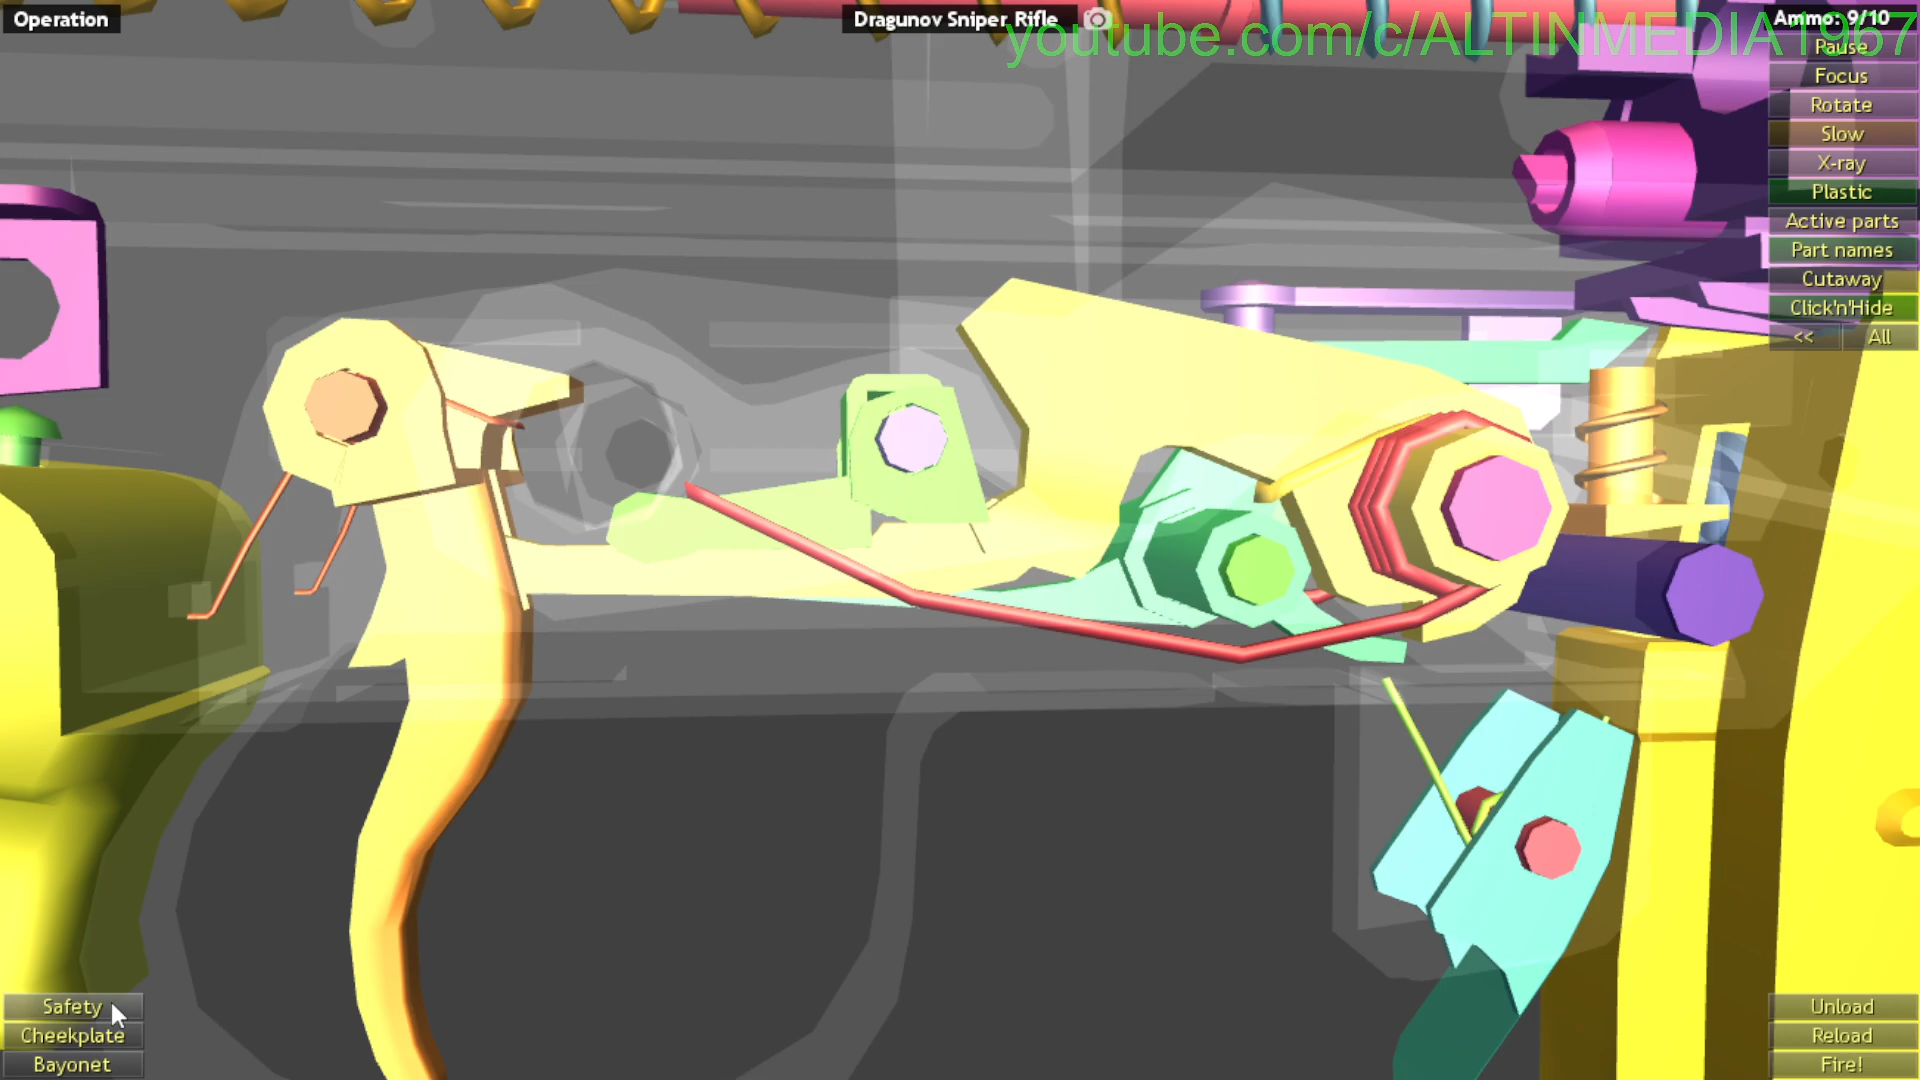 Operation
Dragunov Sniper Rifle
Ammo: 9/10
youtube.com/c/ALTINMEDIA1967
Pause
Focus
Rotate
Slow
X-ray
Plastic
Active parts
Part names
Cutaway
Click'n'Hide
<< All
Safety
Cheekplate
Bayonet
Unload
Reload
Fire!